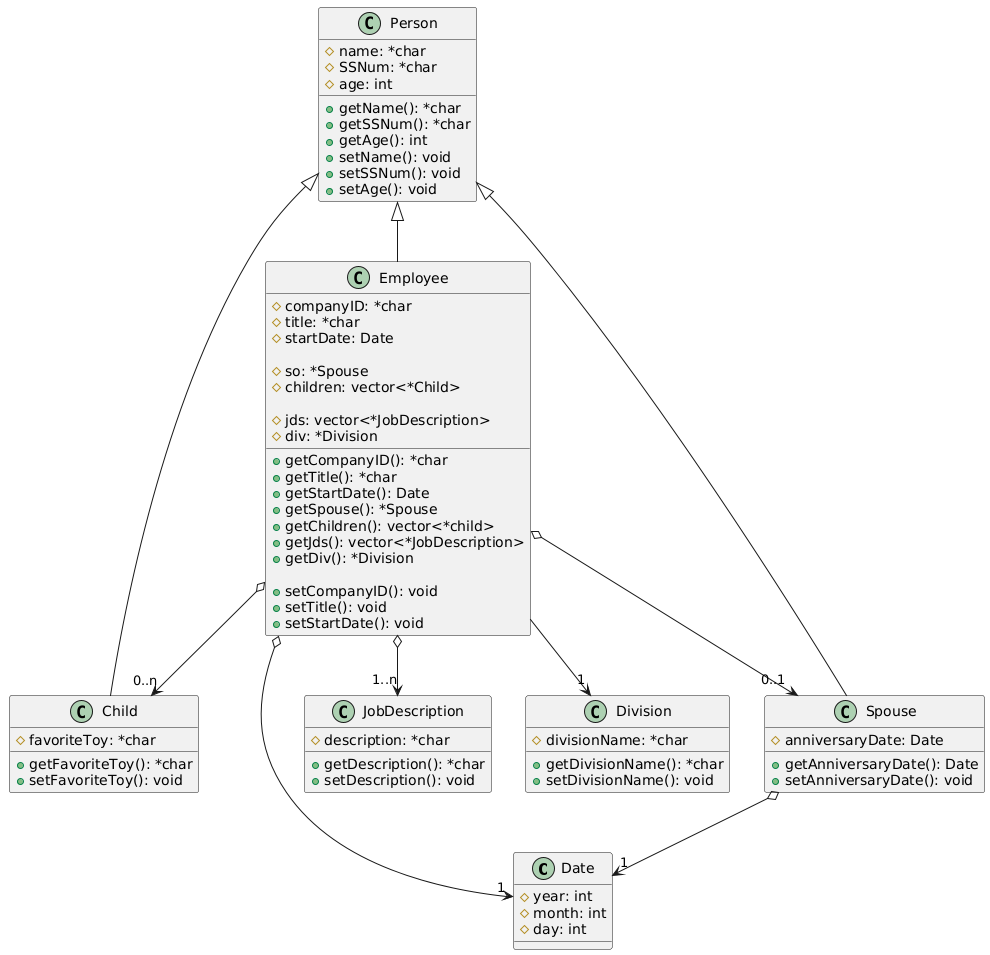 C Person
name: *char
SSNum: *char
age: int
getName(): *char
getSSNum(): *char
getAge(): int
setName(): void
setSSNum(): void
setAge(): void
C Employee
companyID: *char
title: *char
startDate: Date
so: *Spouse
children: vector<*Child>
jds: vector<*JobDescription>
div: *Division
getCompanyID(): *char
getTitle(): *char
getStartDate(): Date
getSpouse(): *Spouse
getChildren(): vector<*child>
getJds(): vector<*JobDescription>
getDiv(): *Division
setCompanyID(): void
setTitle(): void
setStartDate(): void
0..n
1..n
1
0..1
C Child
favoriteToy: *char
getFavoriteToy(): *char
setFavoriteToy(): void
C JobDescription
description: *char
getDescription(): *char
setDescription(): void
C Division
divisionName: *char
getDivisionName(): *char
setDivisionName(): void
C Spouse
anniversaryDate: Date
getAnniversaryDate(): Date
setAnniversaryDate(): void
1
1
C Date
year: int
month: int
day: int